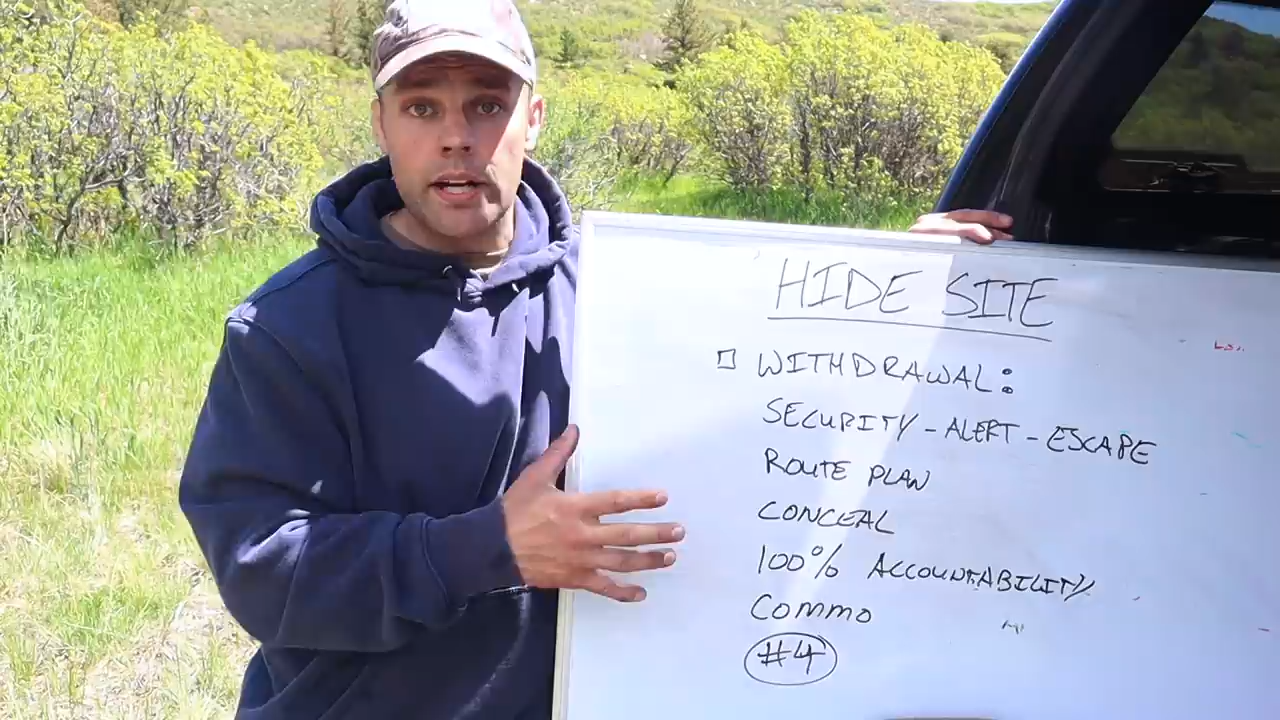 HIDE SITE
WITHDRAWAL:
SECURITY - ALERT - ESCAPE
ROUTE PLAN
CONCEAL
100% ACCOUNTABILITY
COMMO
#4